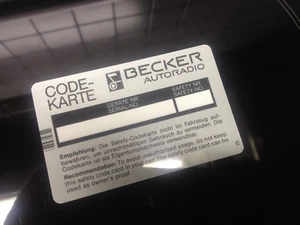 CODE-
KARTE
BECKER
AUTORADIO
GERÄTE NR
SERIAL-NO.
SAFETY NR
SAFETY-NO.
Empfehlung: Die Safety-Codekarte nicht im Fahrzeug auf-
bewahren, um unrechtmäßigen Gebrauch zu vermeiden. Die
Codekarte ist als Eigentumsnachweis verwendbar.
Recommendation: To avoid unauthorized usage, do not keep
this safety code card in your car. The safety code card can be
used as owner's proof.